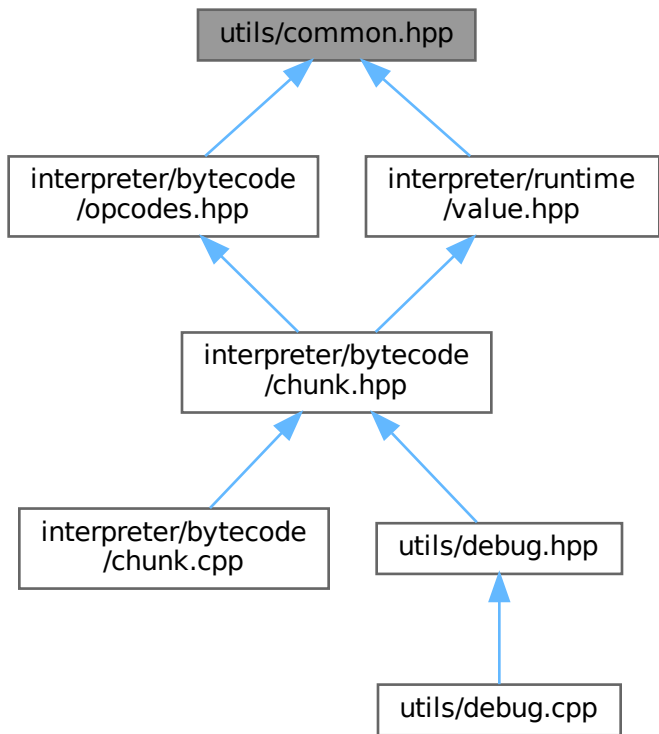 utils/common.hpp
interpreter/bytecode
/opcodes.hpp
interpreter/runtime
/value.hpp
interpreter/bytecode
/chunk.hpp
interpreter/bytecode
/chunk.cpp
utils/debug.hpp
utils/debug.cpp